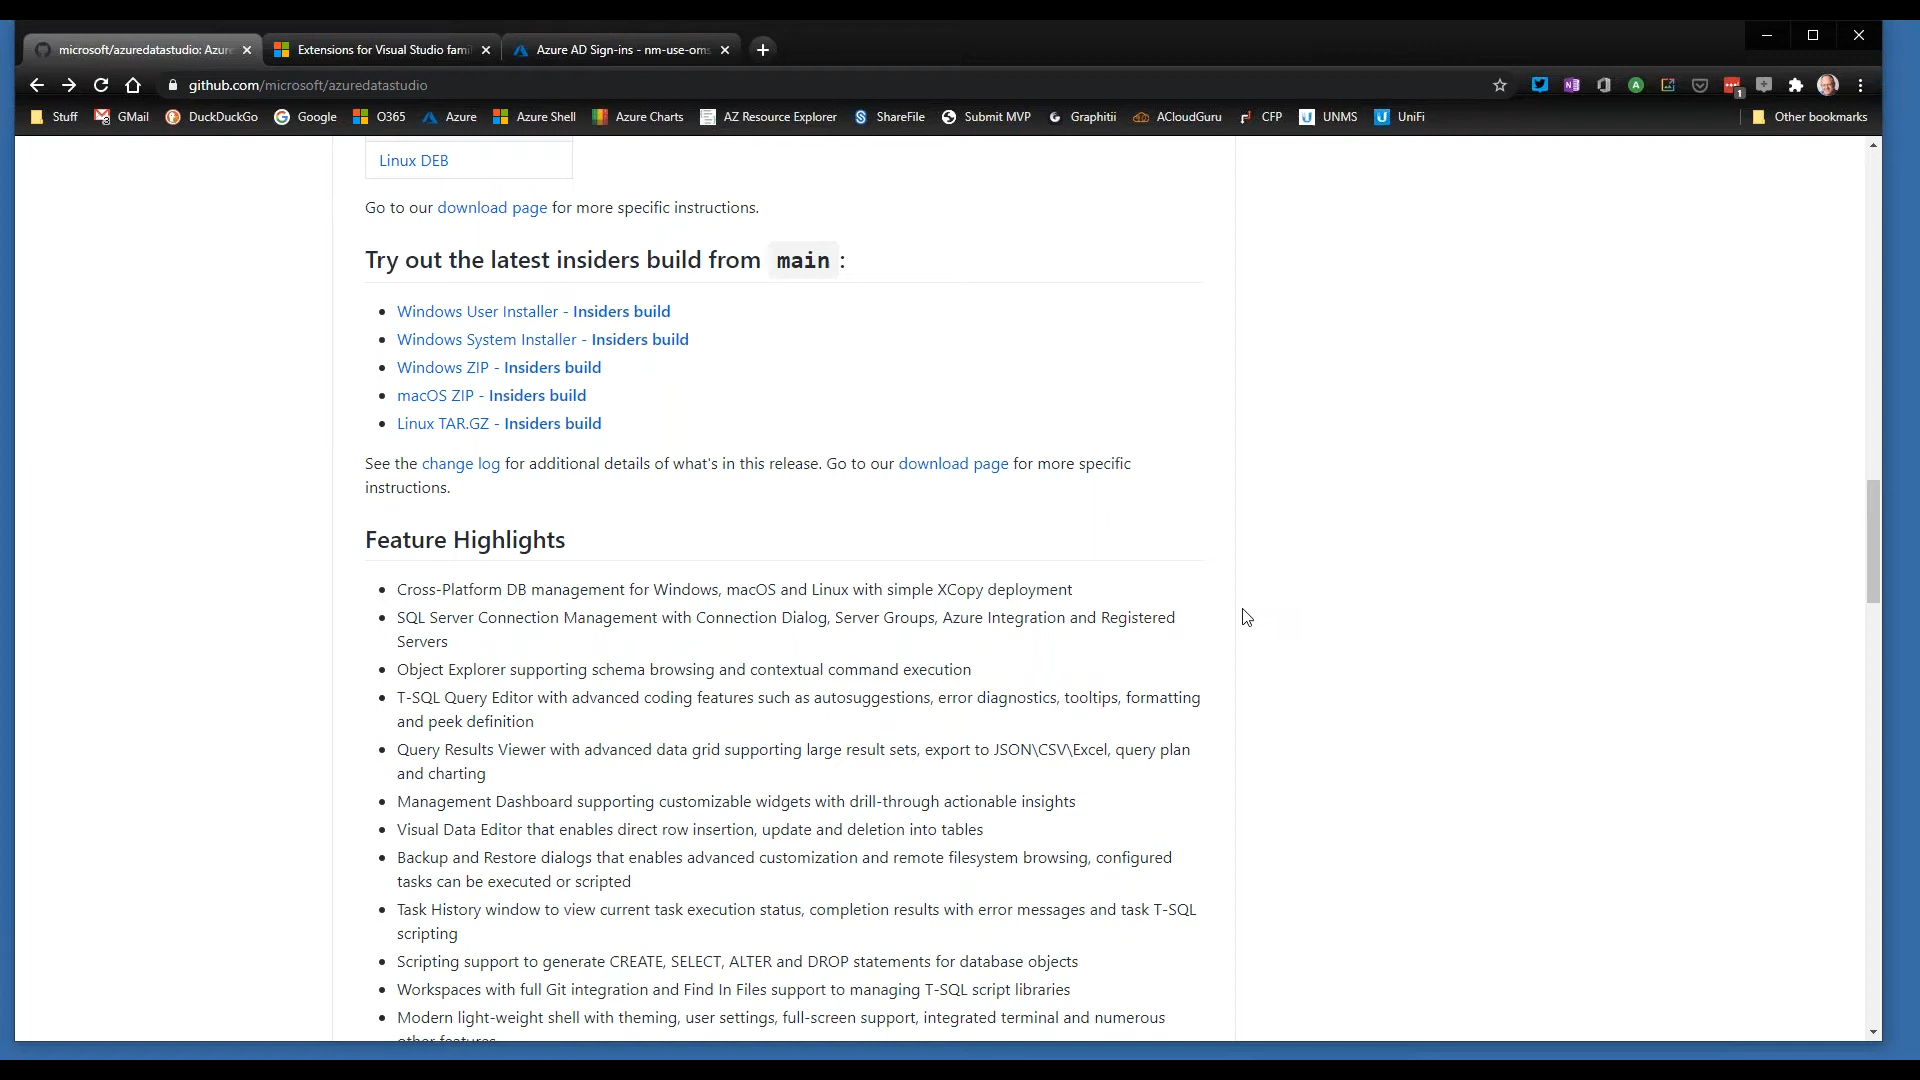 microsoft/azuredatastudio: Azure
Extensions for Visual Studio fami
Azure AD Sign-ins - nm-use-oms
github.com/microsoft/azuredatastudio
Stuff GMail DuckDuckGo Google O365 Azure Azure Shell Azure Charts AZ Resource Explorer ShareFile Submit MVP Graphitii ACloudGuru CFP UNMS UniFi Other bookmarks
Linux DEB
Go to our download page for more specific instructions.
Try out the latest insiders build from main :
Windows User Installer - Insiders build
Windows System Installer - Insiders build
Windows ZIP - Insiders build
macOS ZIP - Insiders build
Linux TAR.GZ - Insiders build
See the change log for additional details of what's in this release. Go to our download page for more specific
instructions.
Feature Highlights
Cross-Platform DB management for Windows, macOS and Linux with simple XCopy deployment
SQL Server Connection Management with Connection Dialog, Server Groups, Azure Integration and Registered
Servers
Object Explorer supporting schema browsing and contextual command execution
T-SQL Query Editor with advanced coding features such as autosuggestions, error diagnostics, tooltips, formatting
and peek definition
Query Results Viewer with advanced data grid supporting large result sets, export to JSON\CSV\Excel, query plan
and charting
Management Dashboard supporting customizable widgets with drill-through actionable insights
Visual Data Editor that enables direct row insertion, update and deletion into tables
Backup and Restore dialogs that enables advanced customization and remote filesystem browsing, configured
tasks can be executed or scripted
Task History window to view current task execution status, completion results with error messages and task T-SQL
scripting
Scripting support to generate CREATE, SELECT, ALTER and DROP statements for database objects
Workspaces with full Git integration and Find In Files support to managing T-SQL script libraries
Modern light-weight shell with theming, user settings, full-screen support, integrated terminal and numerous
other features